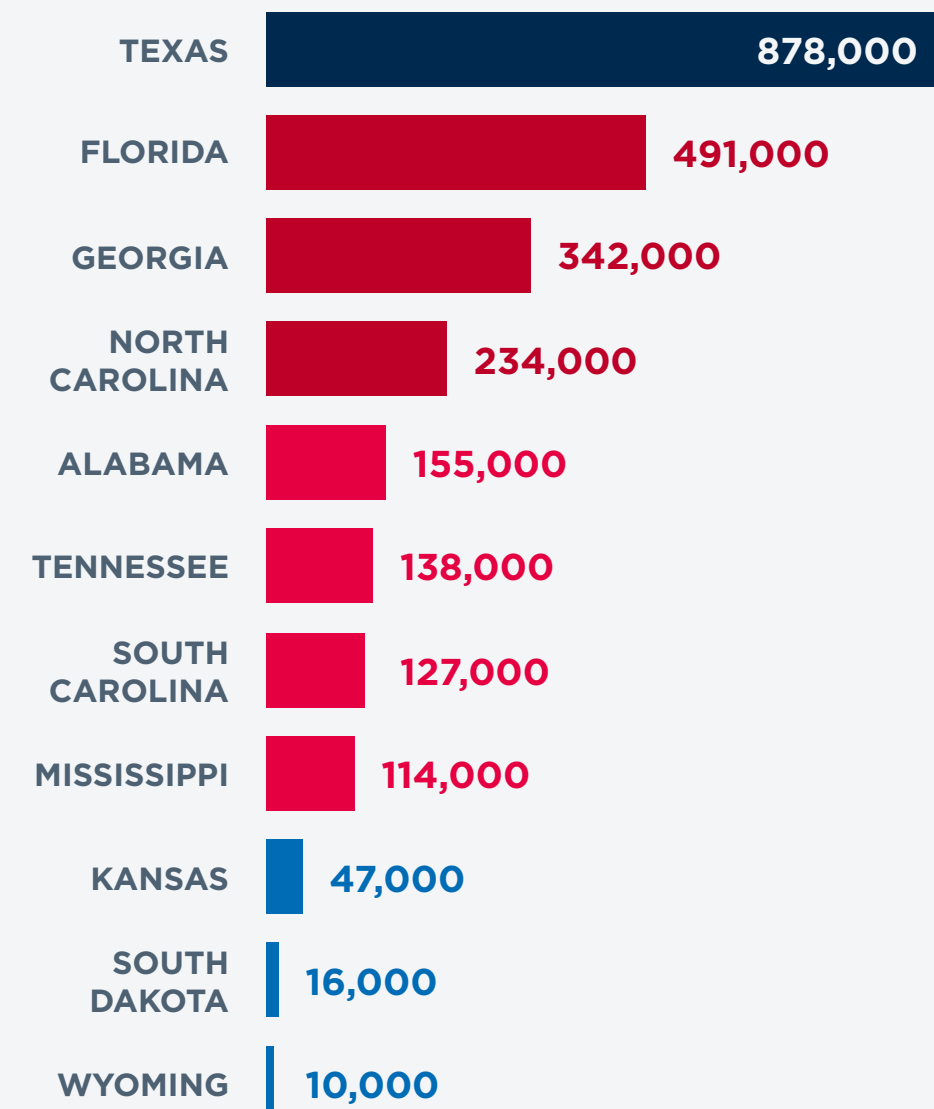 TEXAS 878,000
FLORIDA 491,000
GEORGIA 342,000
NORTH
CAROLINA 234,000
ALABAMA 155,000
TENNESSEE 138,000
SOUTH
CAROLINA 127,000
MISSISSIPPI 114,000
KANSAS 47,000
SOUTH
DAKOTA 16,000
WYOMING 10,000